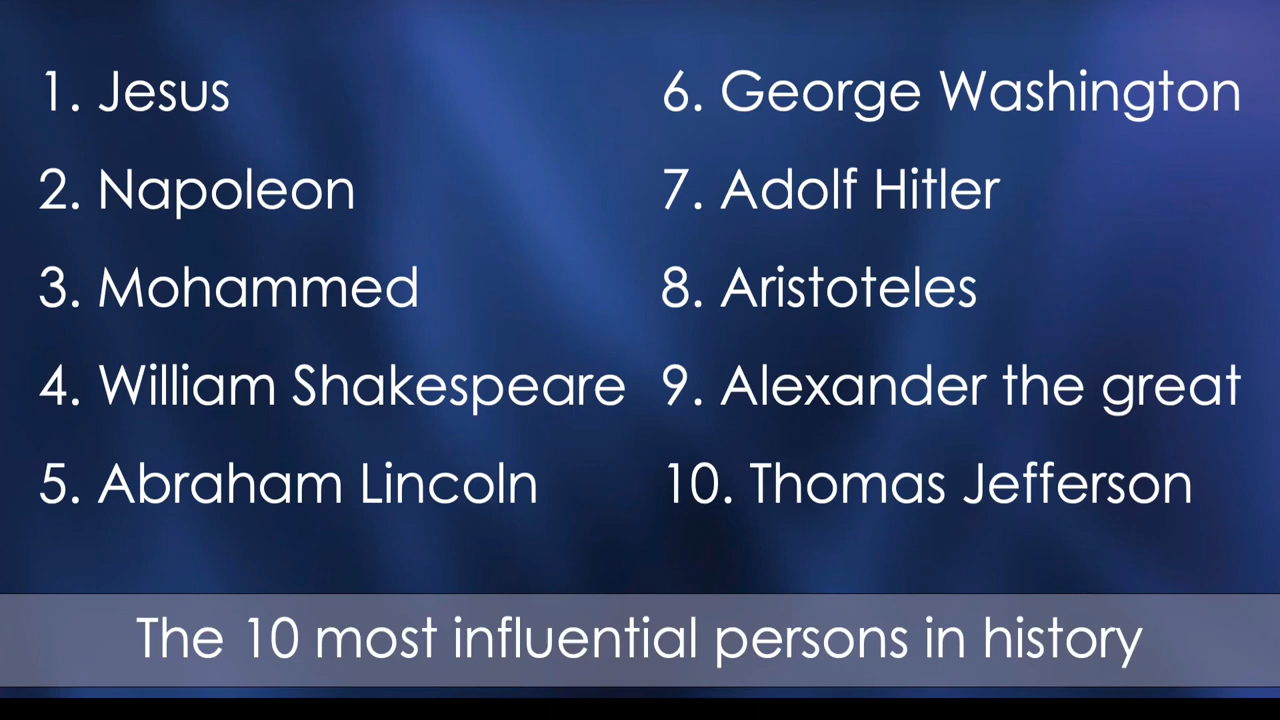 1. Jesus
2. Napoleon
3. Mohammed
4. William Shakespeare
5. Abraham Lincoln
6. George Washington
7. Adolf Hitler
8. Aristoteles
9. Alexander the great
10. Thomas Jefferson
The 10 most influential persons in history